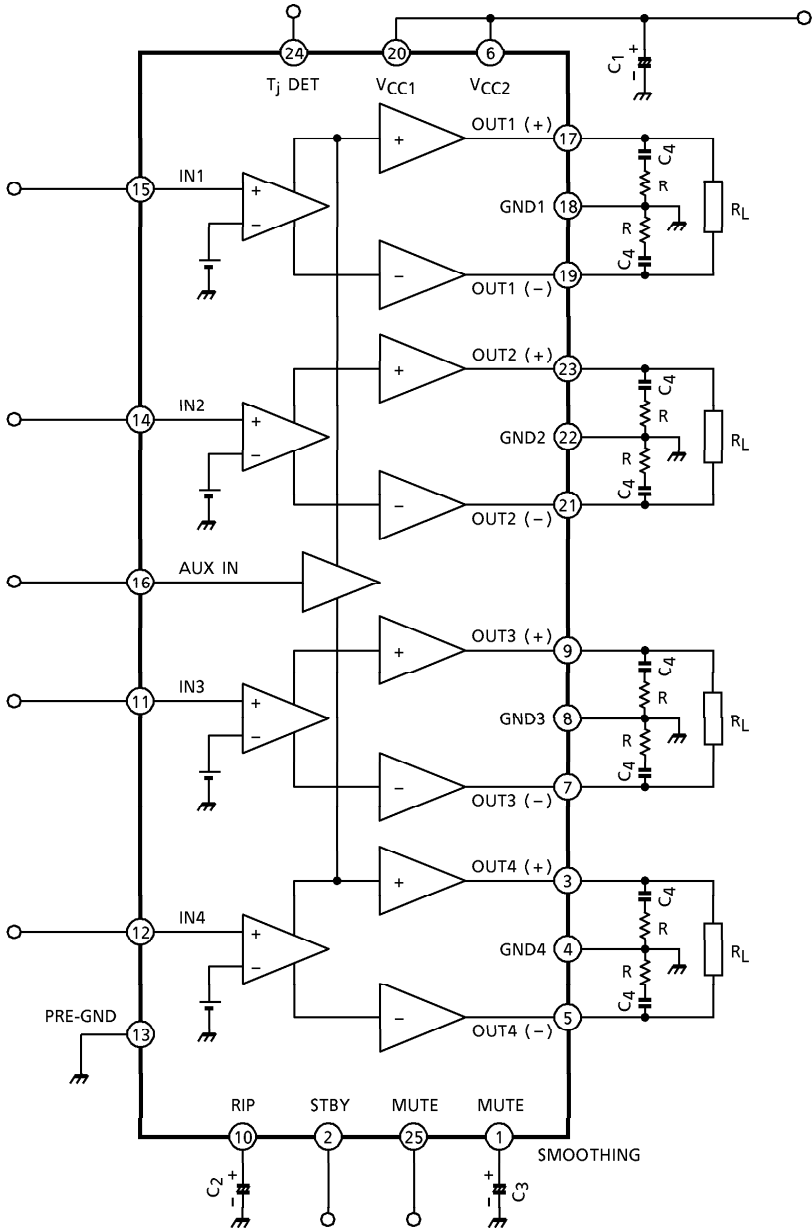 24 20 6
Tj DET VCC1 VCC2 C1 + -
OUT1 (+) 17
+ C4
15 IN1 + R
GND1 18 RL
- R
C4
- 19
OUT1 (-)
OUT2 (+) 23
+ C4
14 IN2 + R
GND2 22 RL
- R
C4
- 21
OUT2 (-)
16 AUX IN
OUT3 (+) 9
+ C4
11 IN3 + R
GND3 8 RL
- R
C4
- 7
OUT3 (-)
OUT4 (+) 3
+ C4
12 IN4 + R
GND4 4 RL
- R
C4
- 5
OUT4 (-)
PRE-GND
13
RIP STBY MUTE MUTE
10 2 25 1
SMOOTHING
C2 + - + - C3